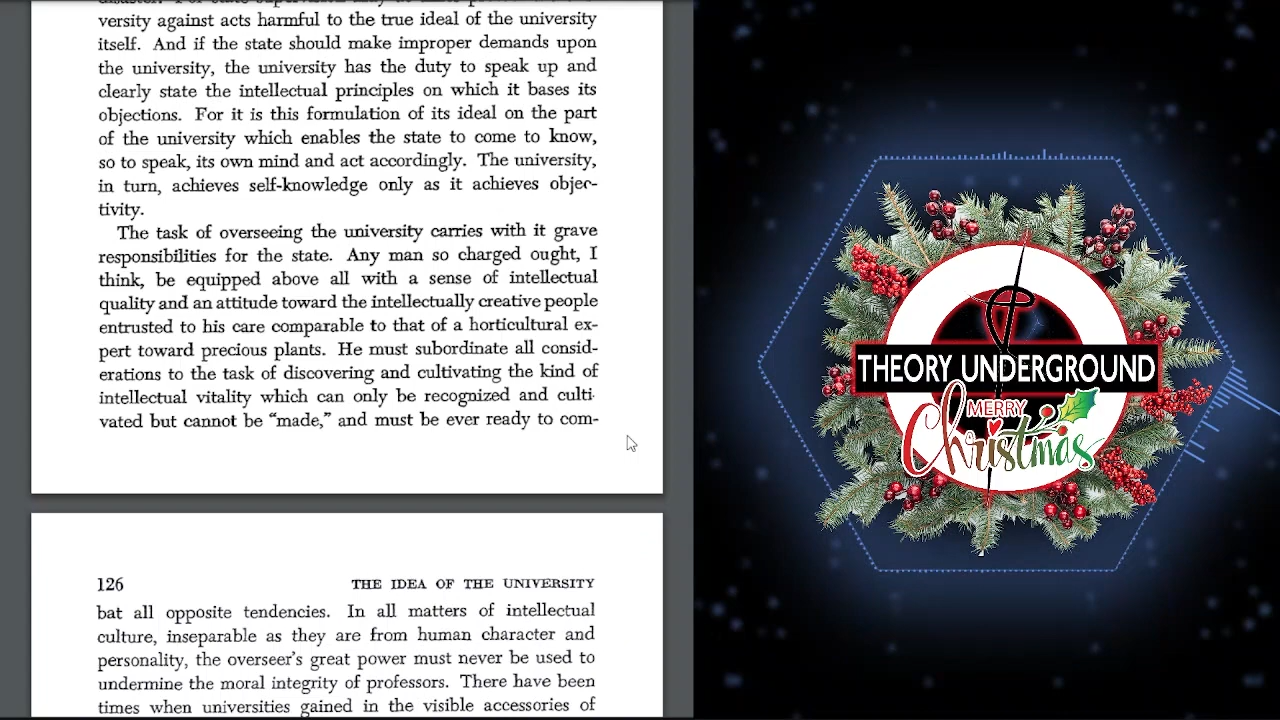 versity against acts harmful to the true ideal of the university
itself. And if the state should make improper demands upon
the university, the university has the duty to speak up and
clearly state the intellectual principles on which it bases its
objections. For it is this formulation of its ideal on the part
of the university which enables the state to come to know,
so to speak, its own mind and act accordingly. The university,
in turn, achieves self-knowledge only as it achieves objec-
tivity.
The task of overseeing the university carries with it grave
responsibilities for the state. Any man so charged ought, I
think, be equipped above all with a sense of intellectual
quality and an attitude toward the intellectually creative people
entrusted to his care comparable to that of a horticultural ex-
pert toward precious plants. He must subordinate all consid-
erations to the task of discovering and cultivating the kind of
intellectual vitality which can only be recognized and culti-
vated but cannot be "made," and must be ever ready to com-
126 THE IDEA OF THE UNIVERSITY
bat all opposite tendencies. In all matters of intellectual
culture, inseparable as they are from human character and
personality, the overseer's great power must never be used to
undermine the moral integrity of professors. There have been
times when universities gained in the visible accessories of
THEORY UNDERGROUND
MERRY
Christmas